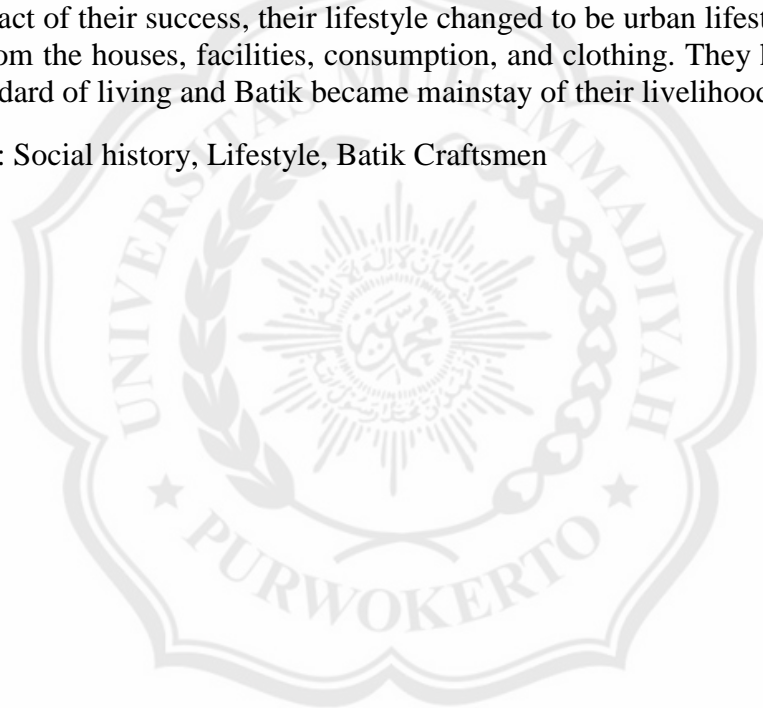 act of their success, their lifestyle changed to be urban lifest
om the houses, facilities, consumption, and clothing. They
dard of living and Batik became mainstay of their livelihood
: Social history, Lifestyle, Batik Craftsmen
UNIVERSITAS MUHAMMADIYAH
PURWOKERTO